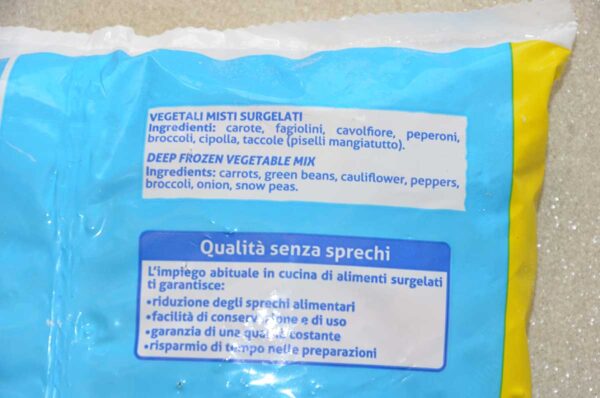 VEGETALI MISTI SURGELATI
Ingredienti: carote, fagiolini, cavolfiore, peperoni,
broccoli, cipolla, taccole (piselli mangiatutto).
DEEP FROZEN VEGETABLE MIX
Ingredients: carrots, green beans, cauliflower, peppers,
broccoli, onion, snow peas.
Qualità senza sprechi
L'impiego abituale in cucina di alimenti surgelati
ti garantisce:
•riduzione degli sprechi alimentari
•facilità di conservazione e di uso
•garanzia di una qualità costante
•risparmio di tempo nelle preparazioni